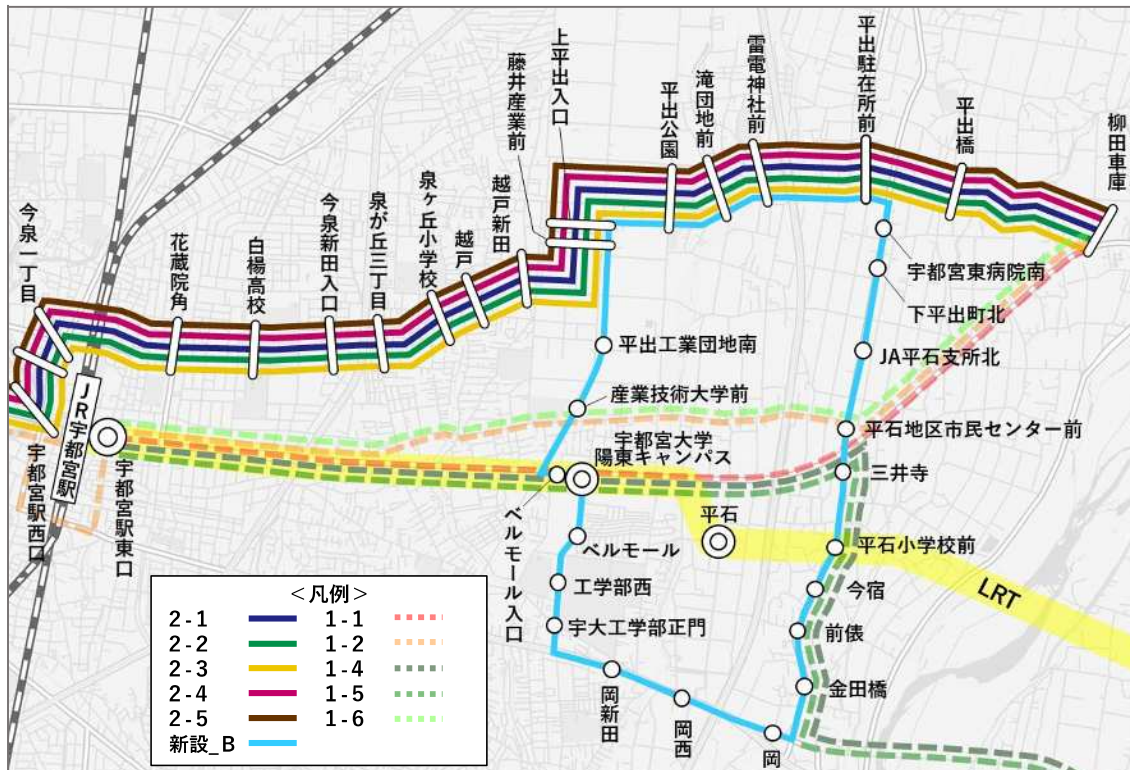 今泉一丁目
花蔵院角
白楊高校
今泉新田入口
泉が丘三丁目
泉ヶ丘小学校
越戸
越戸新田
藤井産業前
上平出入口
平出公園
滝団地前
雷電神社前
平出駐在所前
平出橋
柳田車庫
宇都宮東病院南
下平出町北
JA平石支所北
平石地区市民センター前
三井寺
平石小学校前
今宿
前俵
金田橋
平出工業団地南
産業技術大学前
宇都宮大学
陽東キャンパス
平石
LRT
ベルモール入口
ベルモール
工学部西
宇大工学部正門
岡新田
岡西
岡
JR宇都宮駅
宇都宮駅西口
宇都宮駅東口
<凡例>
2-1 1-1
2-2 1-2
2-3 1-4
2-4 1-5
2-5 1-6
新設_B